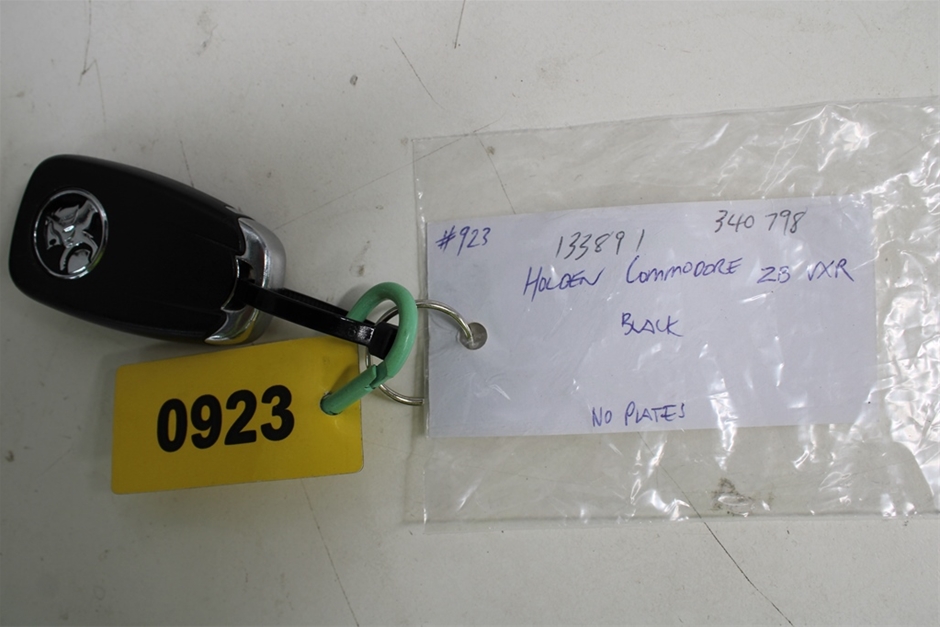 #923 133891 340 798
HOLDEN COMMODORE ZB VXR
BLACK
NO PLATES
0923